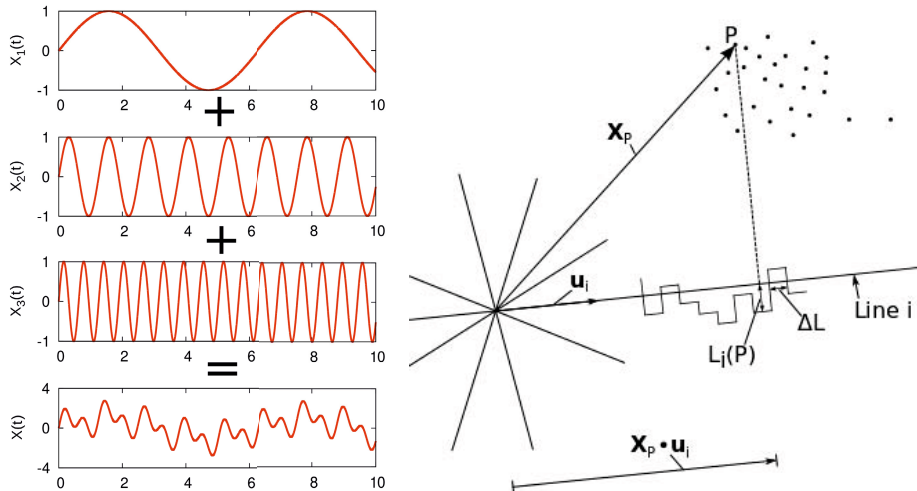 X1(t)
1
0
-1
0 2 4 6 8 10
+
X2(t)
1
0
-1
0 2 4 6 8 10
+
X3(t)
1
0
-1
0 2 4 6 8 10
=
X(t)
4
0
-4
0 2 4 6 8 10
P
Xp
ui
Line i
ΔL
Li(P)
Xp•ui